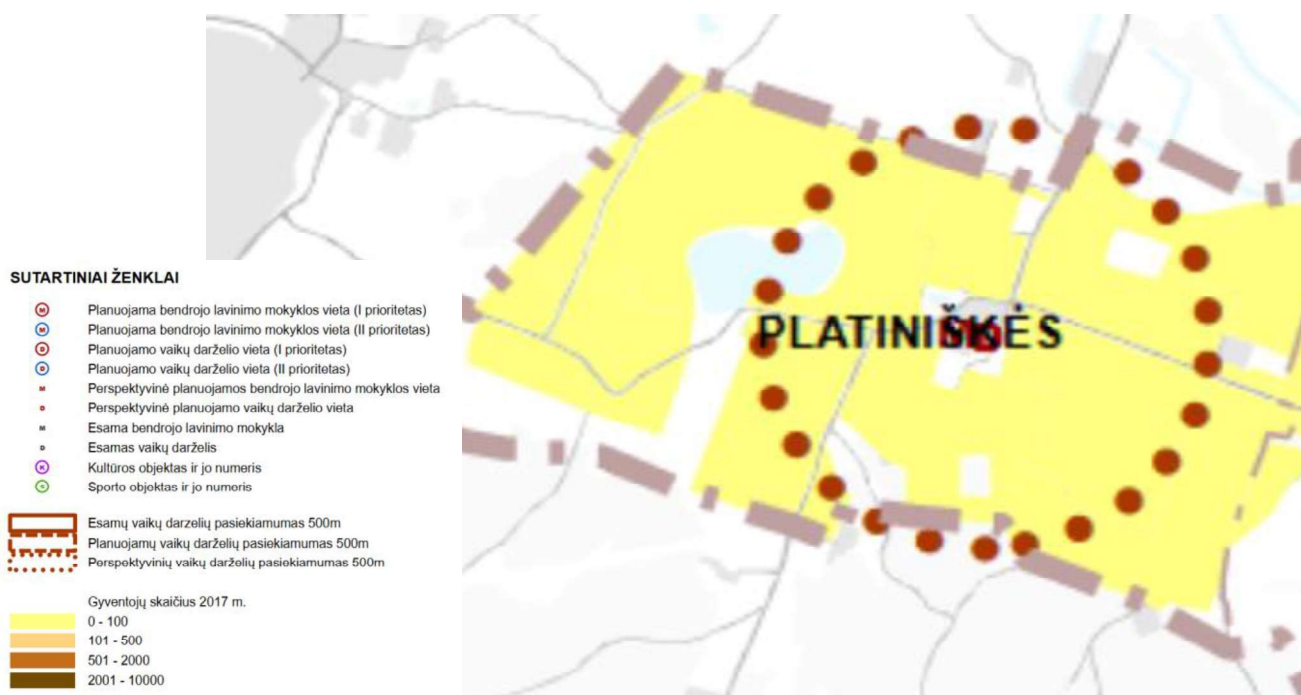 PLATINIŠKĖS
SUTARTINIAI ŽENKLAI
M Planuojama bendrojo lavinimo mokyklos vieta (I prioritetas)
M Planuojama bendrojo lavinimo mokyklos vieta (II prioritetas)
D Planuojamo vaikų darželio vieta (I prioritetas)
D Planuojamo vaikų darželio vieta (II prioritetas)
M Perspektyvinė planuojamos bendrojo lavinimo mokyklos vieta
D Perspektyvinė planuojamo vaikų darželio vieta
M Esama bendrojo lavinimo mokykla
D Esamas vaikų darželis
K Kultūros objektas ir jo numeris
S Sporto objektas ir jo numeris
Esamų vaikų darzelių pasiekiamumas 500m
Planuojamų vaikų darželių pasiekiamumas 500m
Perspektyvinių vaikų darželių pasiekiamumas 500m
Gyventojų skaičius 2017 m.
0 - 100
101 - 500
501 - 2000
2001 - 10000